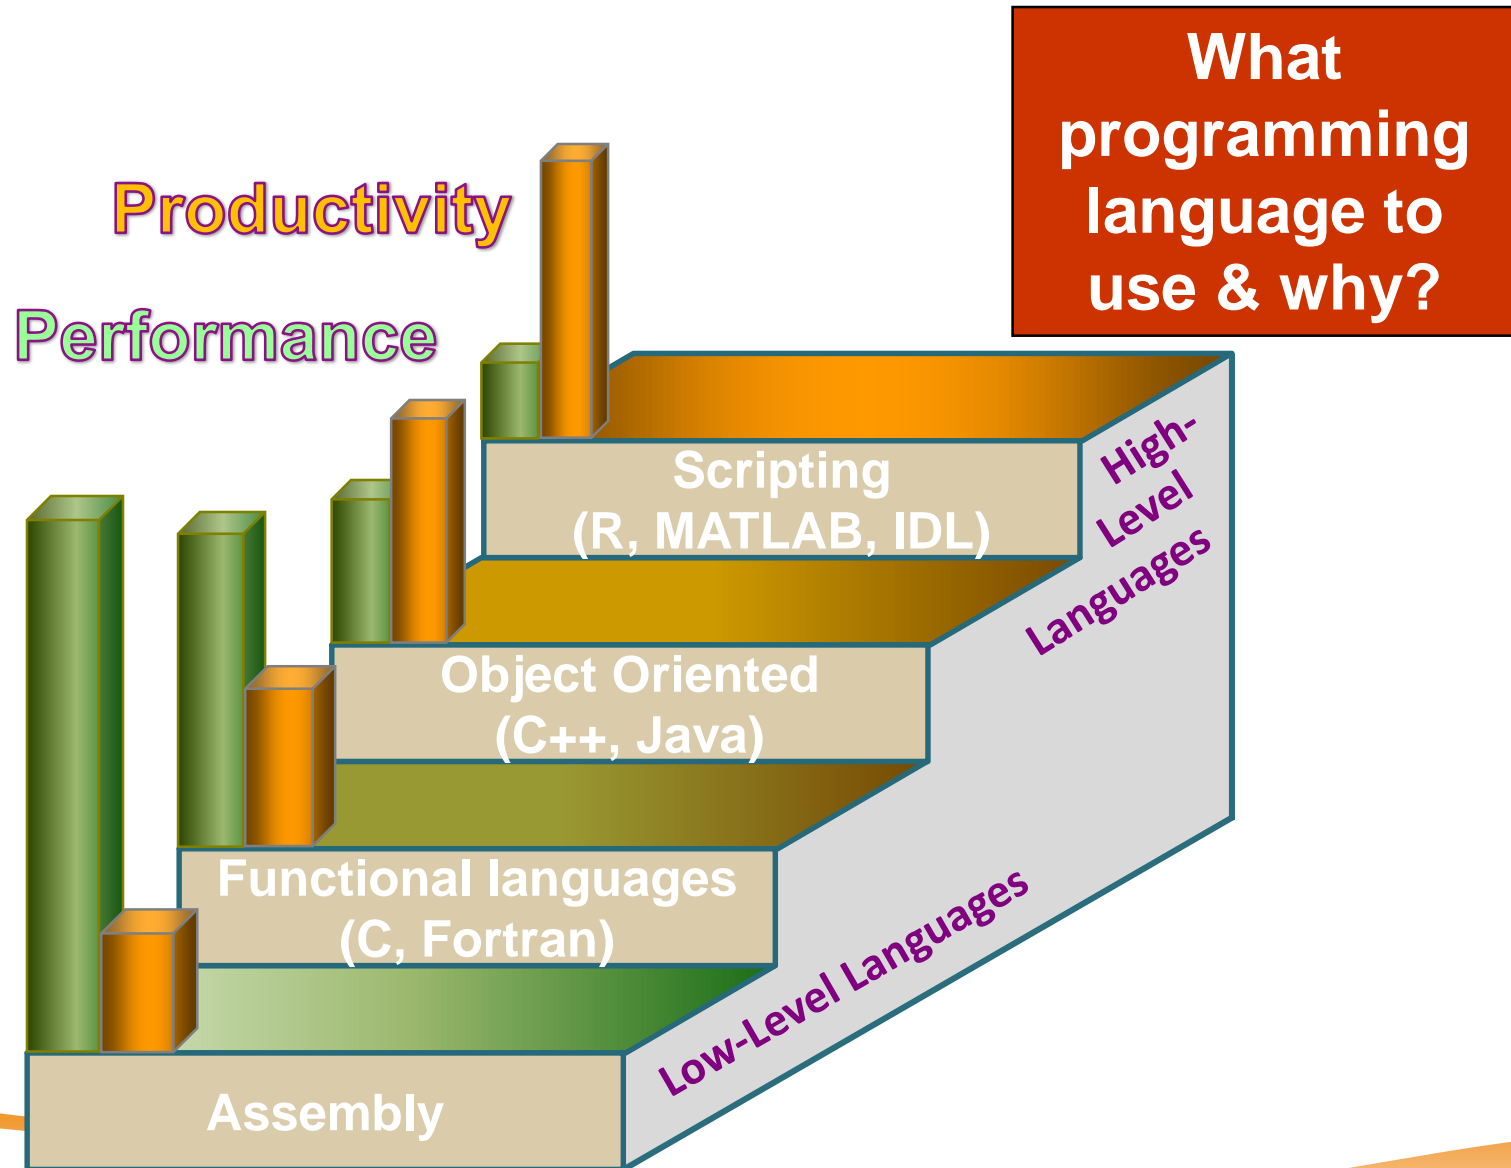 What
programming
language to
use & why?
Productivity
Performance
Scripting
(R, MATLAB, IDL)
Object Oriented
(C++, Java)
Functional languages
(C, Fortran)
Assembly
High-
Level
Languages
Low-Level Languages